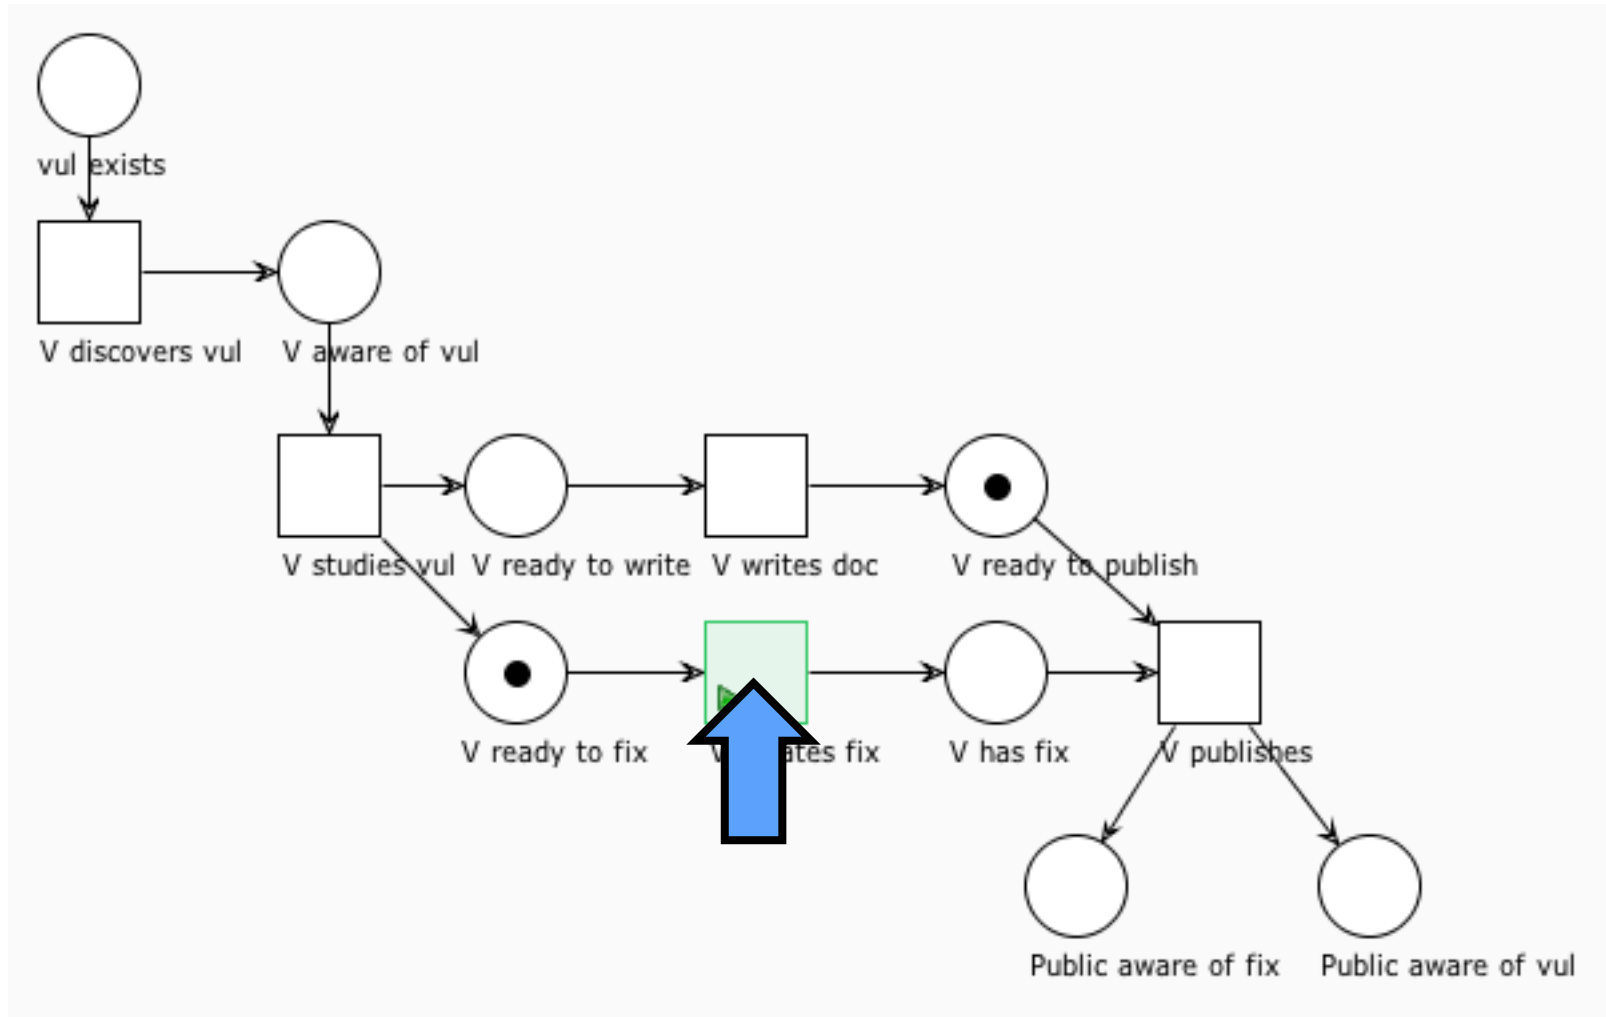 vul exists
V discovers vul
V aware of vul
V studies vul
V ready to write
V writes doc
V ready to publish
V ready to fix
fix
V has fix
V publishes
Public aware of fix
Public aware of vul